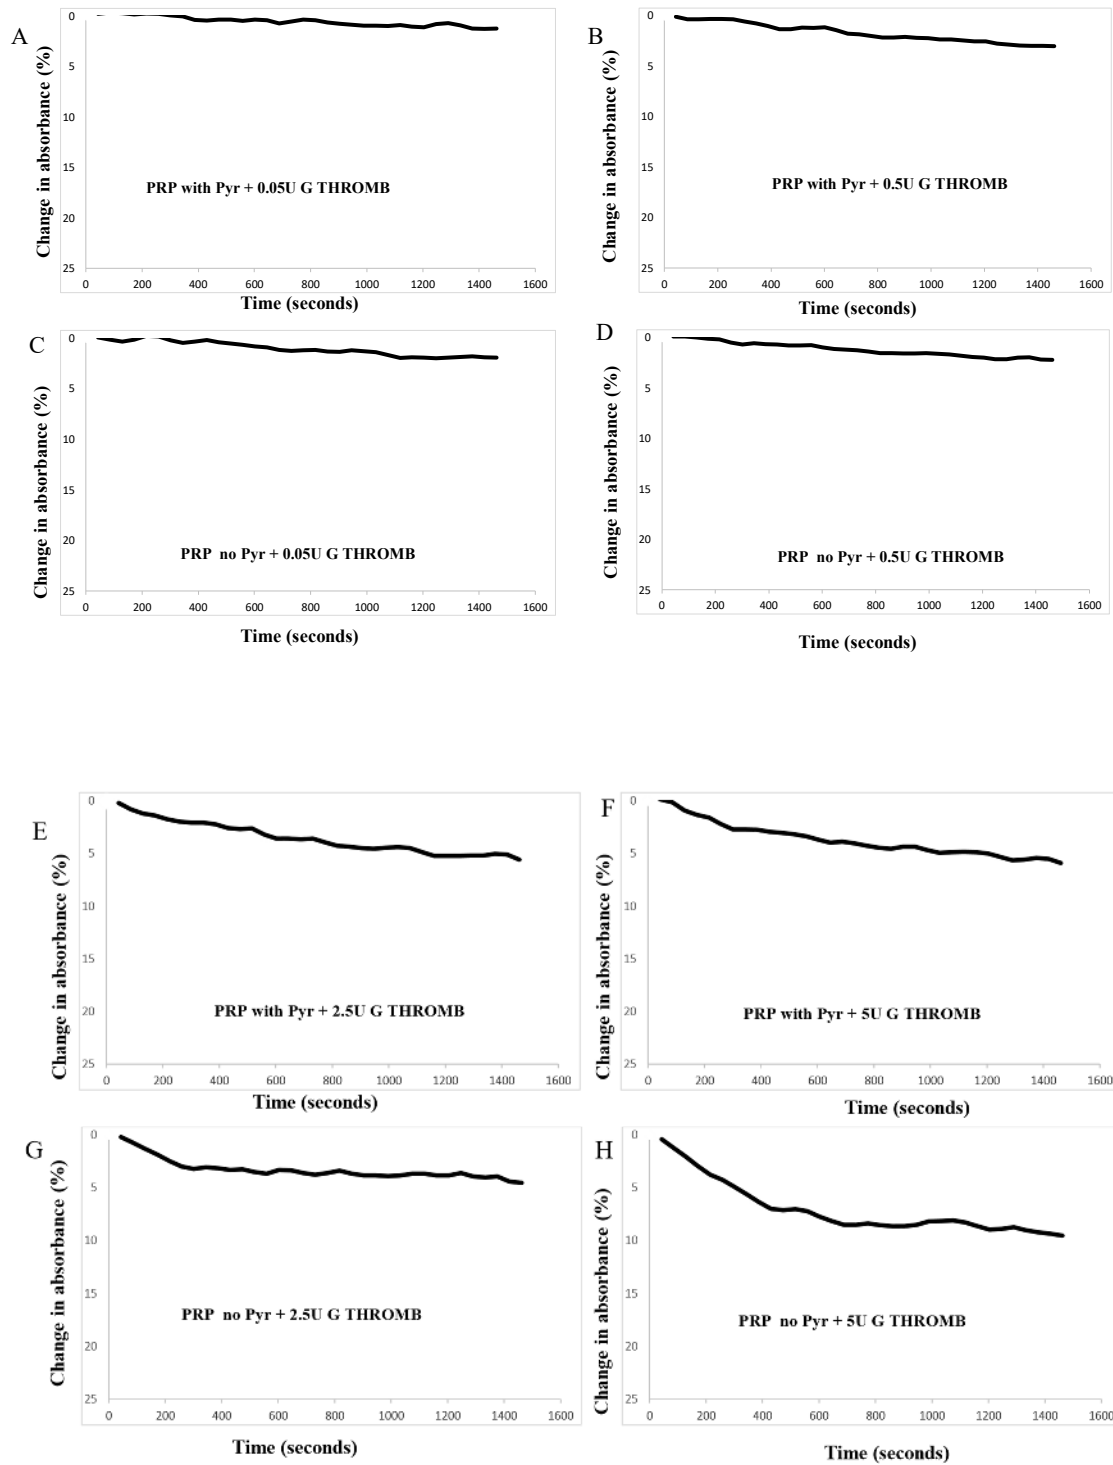 A
Change in absorbance (%)
0
5
10
15
20
25
PRP with Pyr + 0.05U G THROMB
0 200 400 600 800 1000 1200 1400 1600
Time (seconds)
B
Change in absorbance (%)
0
5
10
15
20
25
PRP with Pyr + 0.5U G THROMB
0 200 400 600 800 1000 1200 1400 1600
Time (seconds)
C
Change in absorbance (%)
0
5
10
15
20
25
PRP no Pyr + 0.05U G THROMB
0 200 400 600 800 1000 1200 1400 1600
Time (seconds)
D
Change in absorbance (%)
0
5
10
15
20
25
PRP no Pyr + 0.5U G THROMB
0 200 400 600 800 1000 1200 1400 1600
Time (seconds)
E
Change in absorbance (%)
0
5
10
15
20
25
PRP with Pyr + 2.5U G THROMB
0 200 400 600 800 1000 1200 1400 1600
Time (seconds)
F
Change in absorbance (%)
0
5
10
15
20
25
PRP with Pyr + 5U G THROMB
0 200 400 600 800 1000 1200 1400 1600
Time (seconds)
G
Change in absorbance (%)
0
5
10
15
20
25
PRP no Pyr + 2.5U G THROMB
0 200 400 600 800 1000 1200 1400 1600
Time (seconds)
H
Change in absorbance (%)
0
5
10
15
20
25
PRP no Pyr + 5U G THROMB
0 200 400 600 800 1000 1200 1400 1600
Time (seconds)